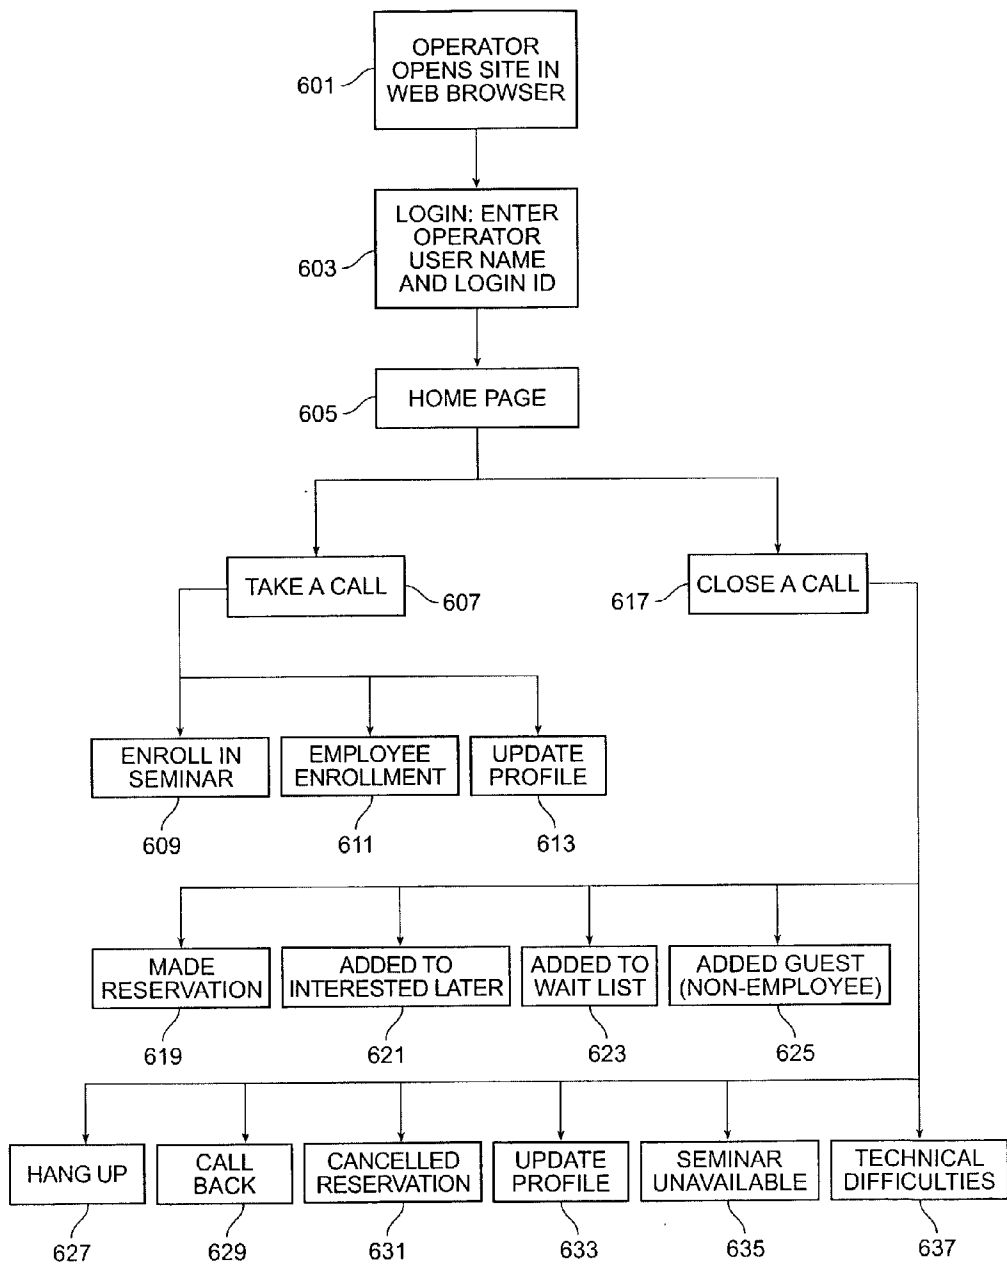 OPERATOR
OPENS SITE IN
WEB BROWSER
601
LOGIN: ENTER
OPERATOR
USER NAME
AND LOGIN ID
603
HOME PAGE
605
TAKE A CALL
607
CLOSE A CALL
617
ENROLL IN
SEMINAR
609
EMPLOYEE
ENROLLMENT
611
UPDATE
PROFILE
613
MADE
RESERVATION
619
ADDED TO
INTERESTED LATER
621
ADDED TO
WAIT LIST
623
ADDED GUEST
(NON-EMPLOYEE)
625
HANG UP
627
CALL
BACK
629
CANCELLED
RESERVATION
631
UPDATE
PROFILE
633
SEMINAR
UNAVAILABLE
635
TECHNICAL
DIFFICULTIES
637